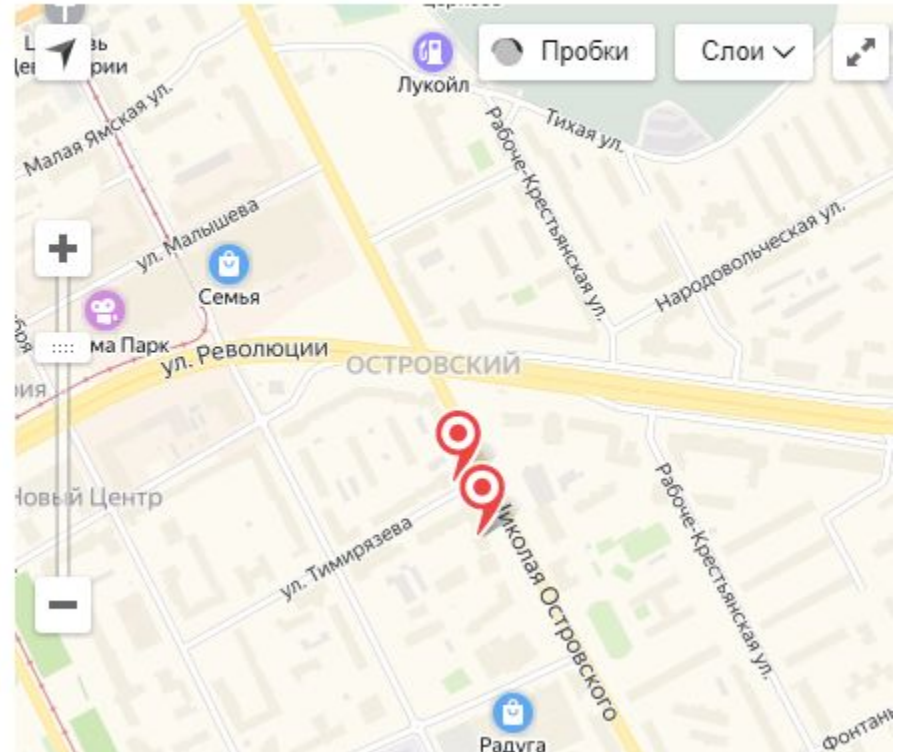 Лукойл
Пробки
Слои
Малая Ямская ул.
Тихая ул.
Рабоче-Крестьянская ул.
ул. Малышева
Народовольческая ул.
Семья
ма Парк
ул. Революции
ОСТРОВСКИЙ
Новый Центр
Рабоче-Крестьянская ул.
ул. Тимирязева
Николая Островского
Радуга